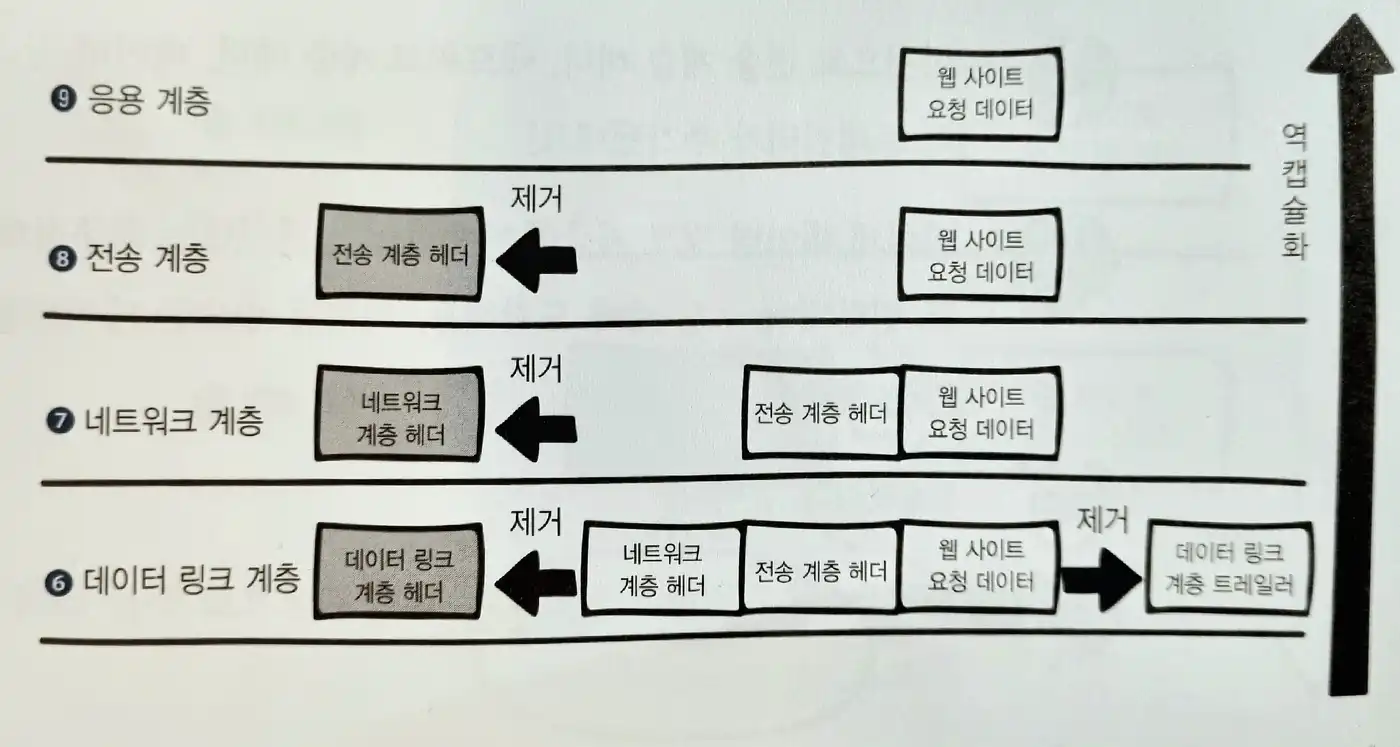 ❾ 응용 계층
웹 사이트
요청 데이터
역캡슐화
❽ 전송 계층
전송 계층 헤더
제거
웹 사이트
요청 데이터
❼ 네트워크 계층
네트워크
계층 헤더
제거
전송 계층 헤더
웹 사이트
요청 데이터
❻ 데이터 링크 계층
데이터 링크
계층 헤더
제거
네트워크
계층 헤더
전송 계층 헤더
웹 사이트
요청 데이터
제거
데이터 링크
계층 트레일러